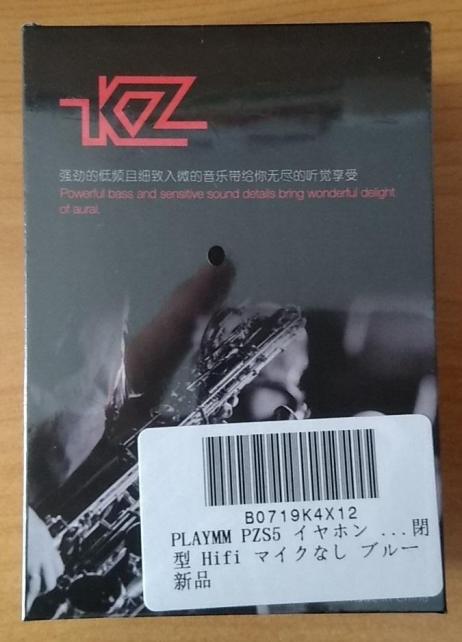 KZ
强劲的低频且细致入微的音乐带给你无尽的听觉享受
Powerful bass and sensitive sound details bring wonderful delight
of aural.
B0719K4X12
PLAYMM PZS5 イヤホン ...閉
型 Hifi マイクなし ブルー
新品